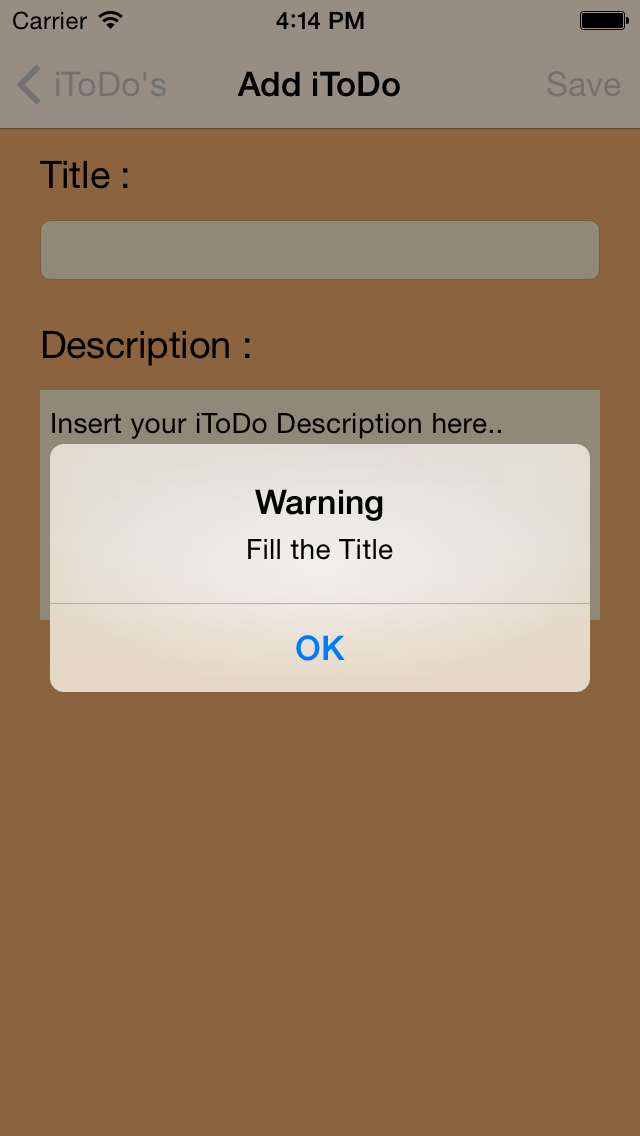 Carrier 4:14 PM
iToDo's Add iToDo Save
Title :
Description :
Insert your iToDo Description here..
Warning
Fill the Title
OK